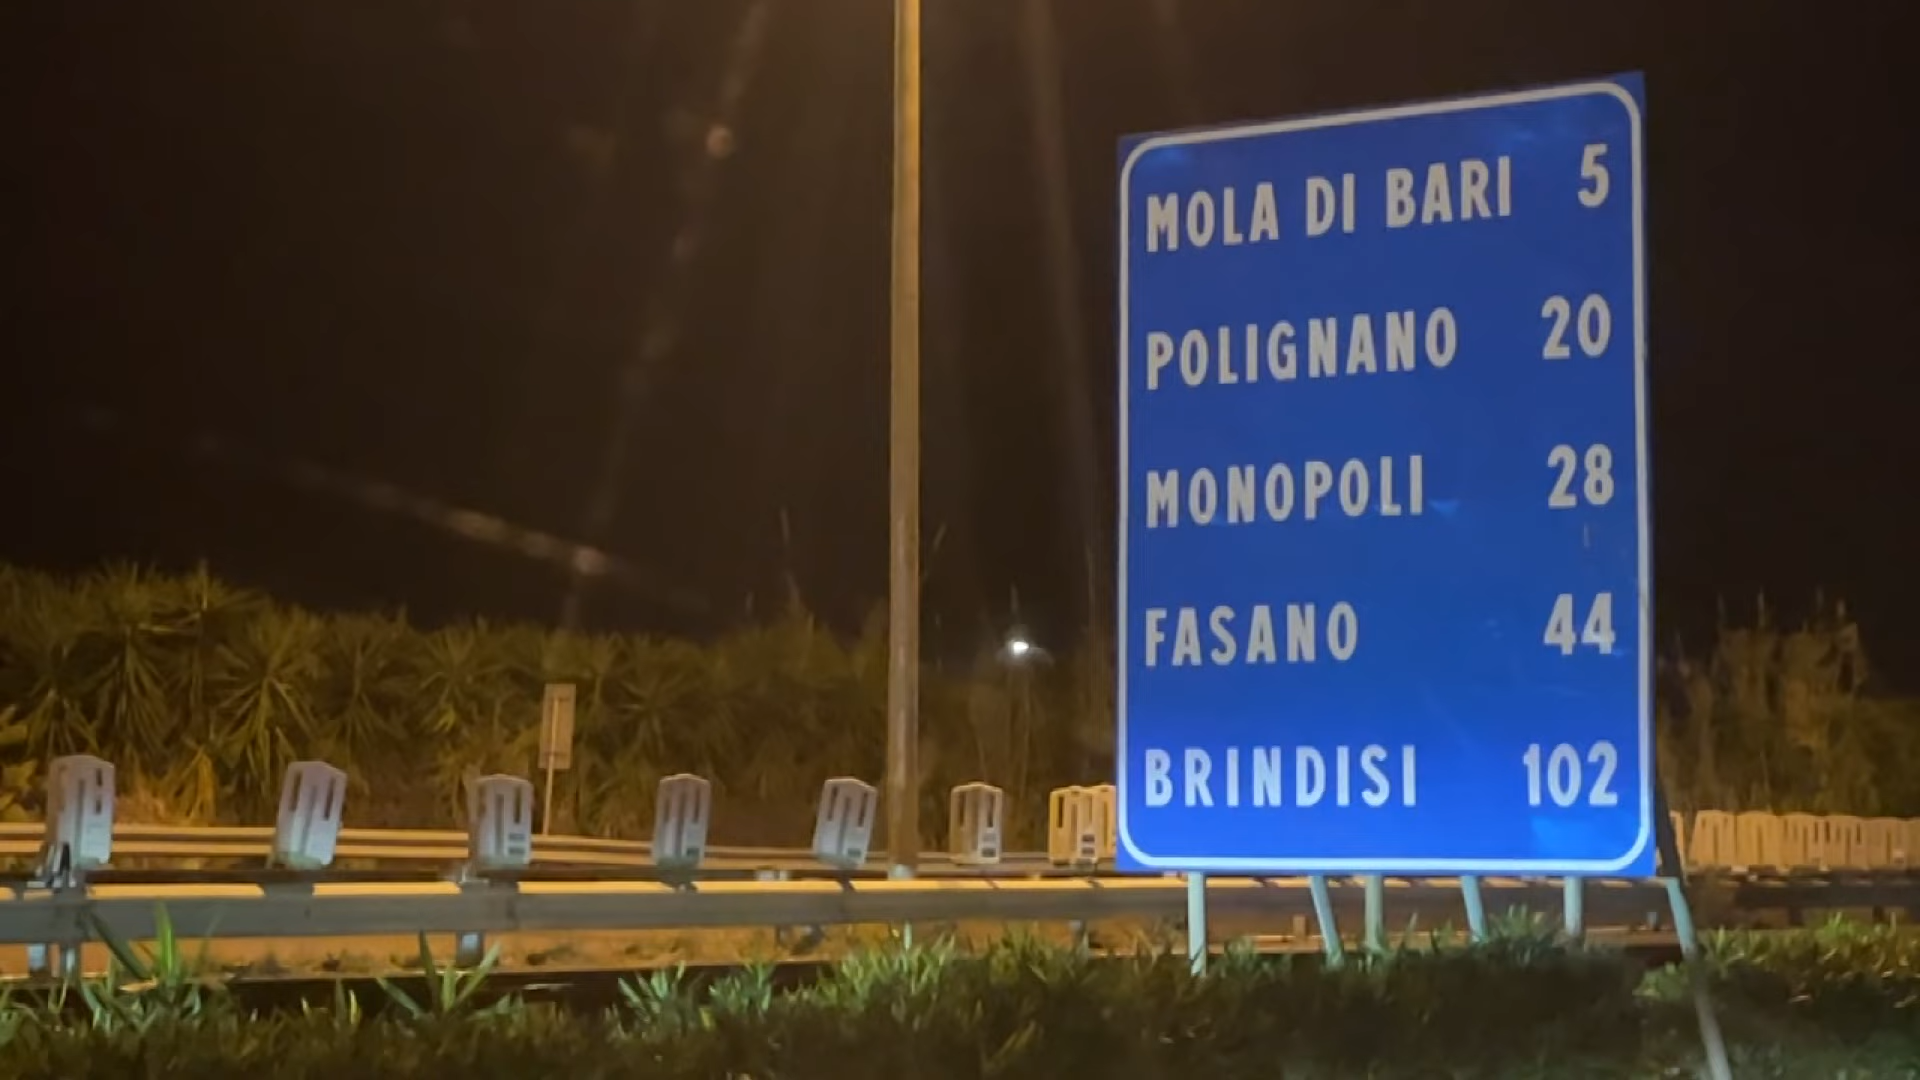 MOLA DI BARI 5
POLIGNANO 20
MONOPOLI 28
FASANO 44
BRINDISI 102